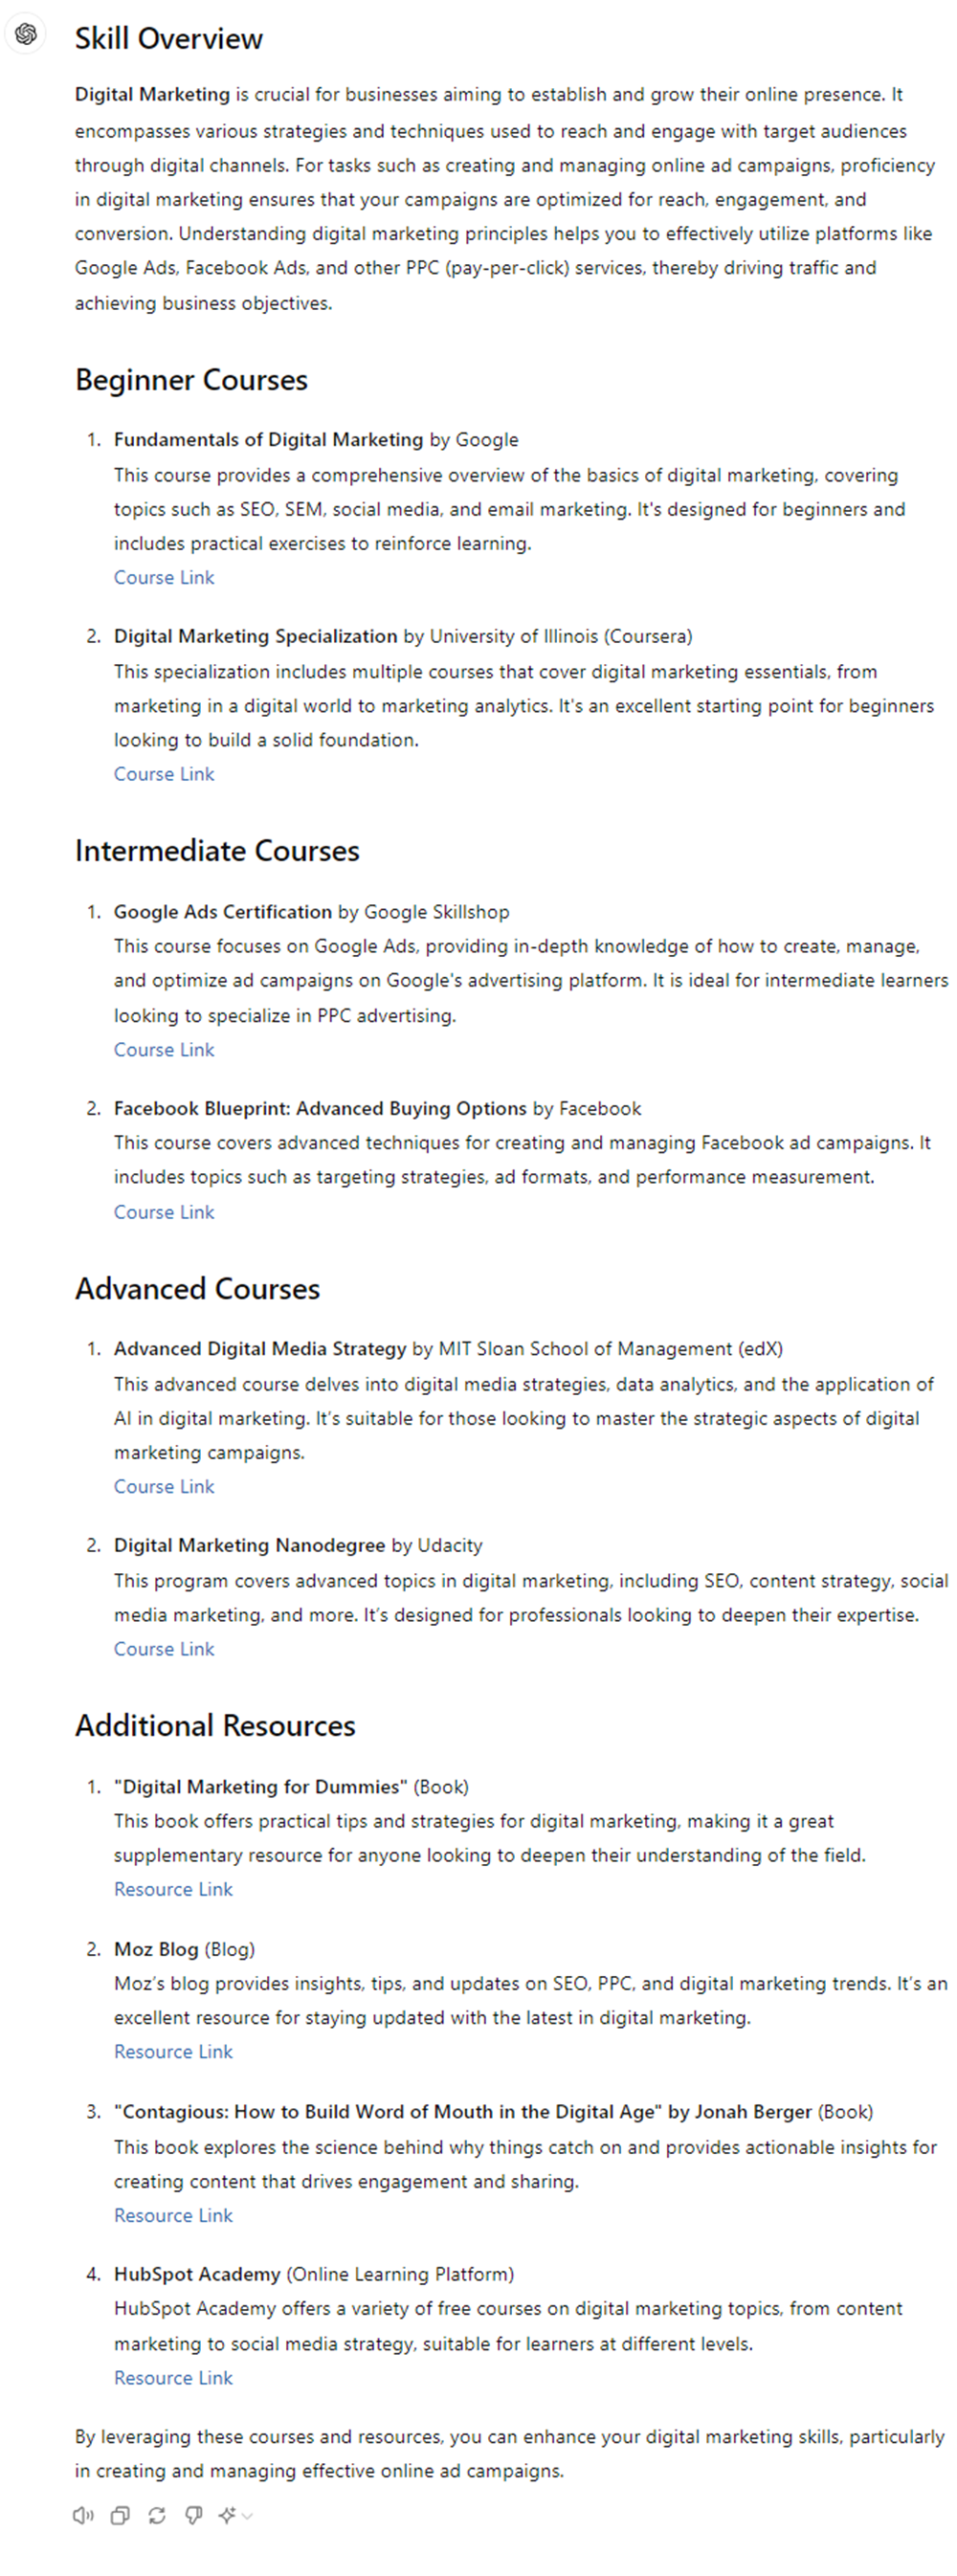 Skill Overview
Digital Marketing is crucial for businesses aiming to establish and grow their online presence. It
encompasses various strategies and techniques used to reach and engage with target audiences
through digital channels. For tasks such as creating and managing online ad campaigns, proficiency
in digital marketing ensures that your campaigns are optimized for reach, engagement, and
conversion. Understanding digital marketing principles helps you to effectively utilize platforms like
Google Ads, Facebook Ads, and other PPC (pay-per-click) services, thereby driving traffic and
achieving business objectives.
Beginner Courses
1. Fundamentals of Digital Marketing by Google
This course provides a comprehensive overview of the basics of digital marketing, covering
topics such as SEO, SEM, social media, and email marketing. It's designed for beginners and
includes practical exercises to reinforce learning.
Course Link
2. Digital Marketing Specialization by University of Illinois (Coursera)
This specialization includes multiple courses that cover digital marketing essentials, from
marketing in a digital world to marketing analytics. It's an excellent starting point for beginners
looking to build a solid foundation.
Course Link
Intermediate Courses
1. Google Ads Certification by Google Skillshop
This course focuses on Google Ads, providing in-depth knowledge of how to create, manage,
and optimize ad campaigns on Google's advertising platform. It is ideal for intermediate learners
looking to specialize in PPC advertising.
Course Link
2. Facebook Blueprint: Advanced Buying Options by Facebook
This course covers advanced techniques for creating and managing Facebook ad campaigns. It
includes topics such as targeting strategies, ad formats, and performance measurement.
Course Link
Advanced Courses
1. Advanced Digital Media Strategy by MIT Sloan School of Management (edX)
This advanced course delves into digital media strategies, data analytics, and the application of
AI in digital marketing. It's suitable for those looking to master the strategic aspects of digital
marketing campaigns.
Course Link
2. Digital Marketing Nanodegree by Udacity
This program covers advanced topics in digital marketing, including SEO, content strategy, social
media marketing, and more. It's designed for professionals looking to deepen their expertise.
Course Link
Additional Resources
1. "Digital Marketing for Dummies" (Book)
This book offers practical tips and strategies for digital marketing, making it a great
supplementary resource for anyone looking to deepen their understanding of the field.
Resource Link
2. Moz Blog (Blog)
Moz's blog provides insights, tips, and updates on SEO, PPC, and digital marketing trends. It's an
excellent resource for staying updated with the latest in digital marketing.
Resource Link
3. "Contagious: How to Build Word of Mouth in the Digital Age" by Jonah Berger (Book)
This book explores the science behind why things catch on and provides actionable insights for
creating content that drives engagement and sharing.
Resource Link
4. HubSpot Academy (Online Learning Platform)
HubSpot Academy offers a variety of free courses on digital marketing topics, from content
marketing to social media strategy, suitable for learners at different levels.
Resource Link
By leveraging these courses and resources, you can enhance your digital marketing skills, particularly
in creating and managing effective online ad campaigns.